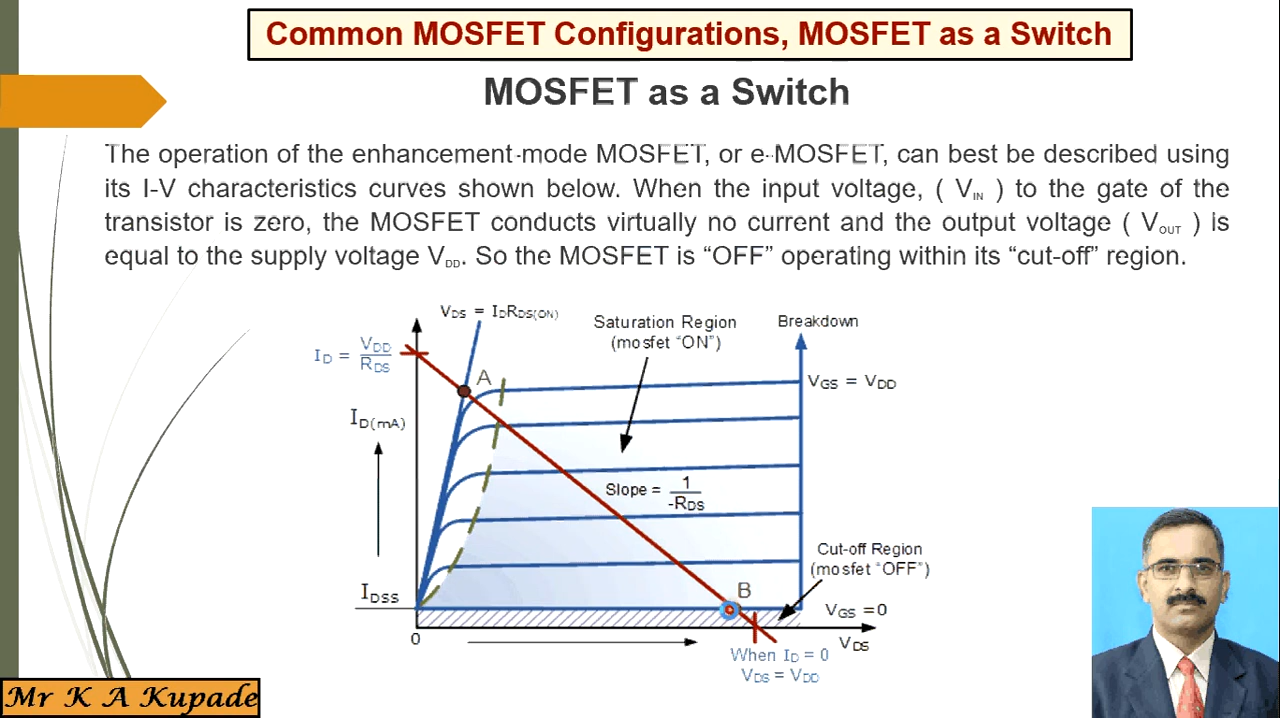 Common MOSFET Configurations, MOSFET as a Switch
MOSFET as a Switch
The operation of the enhancement-mode MOSFET, or e-MOSFET, can best be described using
its I-V characteristics curves shown below. When the input voltage, ( VIN ) to the gate of the
transistor is zero, the MOSFET conducts virtually no current and the output voltage ( VOUT ) is
equal to the supply voltage VDD. So the MOSFET is “OFF” operating within its “cut-off” region.
VDS = IDRDS(ON)
Saturation Region
(mosfet “ON”)
Breakdown
ID = VDD
RDS
A
VGS = VDD
ID(mA)
Slope = 1
-RDS
Cut-off Region
(mosfet “OFF”)
IDSS
B
VGS =0
0
VDS
When ID = 0
VDS = VDD
Mr K A Kupade